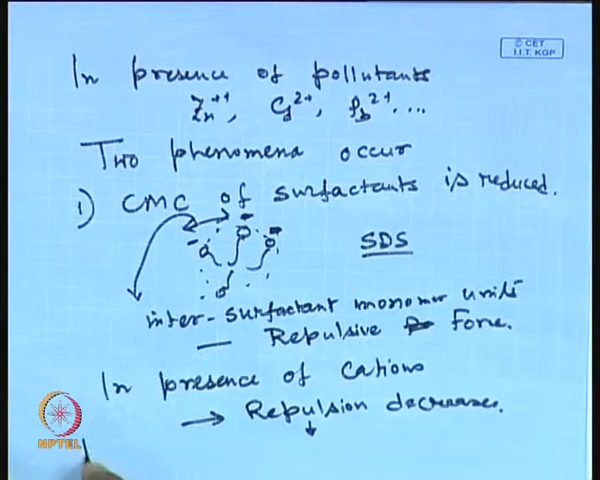 © CET
I.I.T. KGP
In presence of pollutants
Zn++, Cd2+, Pb2+....
Two phenomena occur
1) CMC of surfactants is reduced.
SDS
inter-surfactant monomer units
— Repulsive Force.
In presence of cations
→ Repulsion decreases.
↓
NPTEL